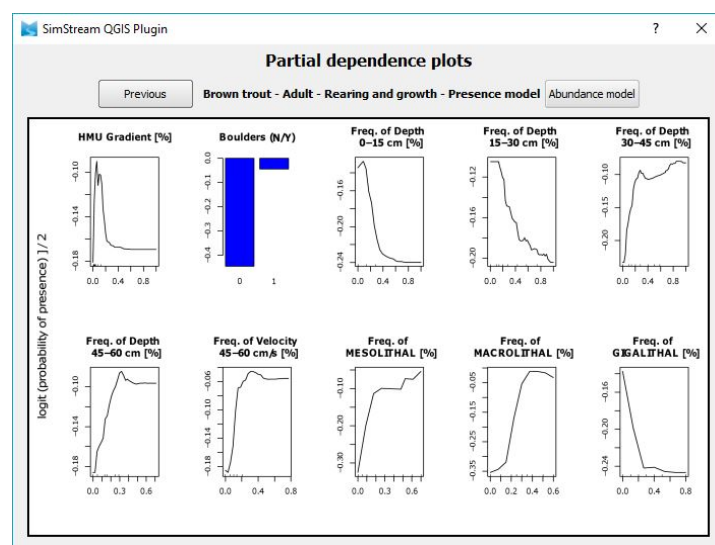 SimStream QGIS Plugin
?
Partial dependence plots
Previous
Brown trout - Adult - Rearing and growth - Presence model
Abundance model
logit (probability of presence) ]/ 2
HMU Gradient [%]
-0.10
-0.14
-0.18
0.0 0.4 0.8
Boulders (N/Y)
0.0
-0.1
-0.2
-0.3
-0.4
0 1
Freq. of Depth
0-15 cm [%]
-0.16
-0.20
-0.24
0.0 0.4 0.8
Freq. of Depth
15-30 cm [%]
-0.12
-0.16
-0.20
0.0 0.4 0.8
Freq. of Depth
30-45 cm [%]
-0.10
-0.15
-0.20
0.0 0.4 0.8
Freq. of Depth
45-60 cm [%]
-0.10
-0.14
-0.18
0.0 0.3 0.6
Freq. of Velocity
45-60 cm/s [%]
-0.06
-0.10
-0.14
-0.18
0.0 0.4 0.8
Freq. of
MESOLITHAL [%]
-0.10
-0.20
-0.30
0.0 0.2 0.4 0.6
Freq. of
MACROLITHAL [%]
-0.05
-0.15
-0.25
-0.35
0.0 0.2 0.4 0.6
Freq. of
GIGALITHAL [%]
-0.16
-0.20
-0.24
0.0 0.4 0.8